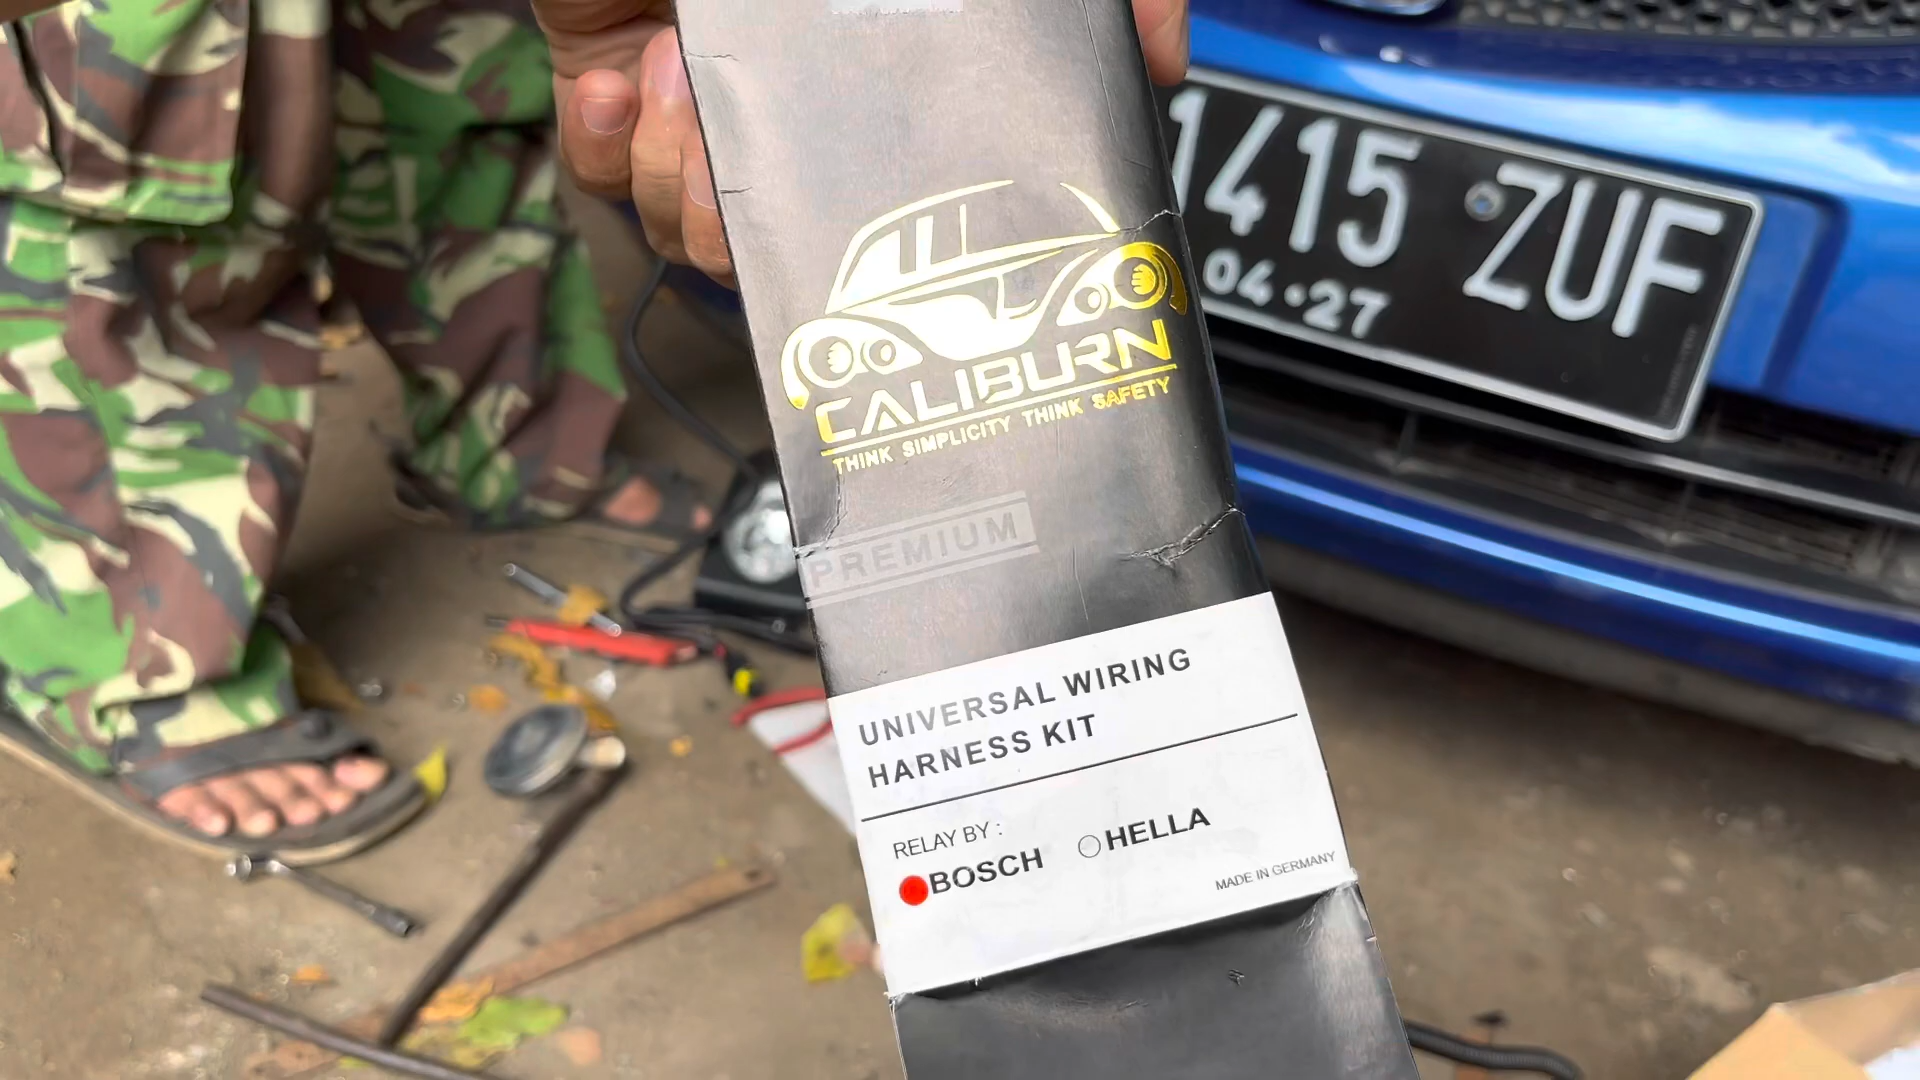 CALIBURN
THINK SIMPLICITY THINK SAFETY
PREMIUM
UNIVERSAL WIRING
HARNESS KIT
RELAY BY :
BOSCH
HELLA
MADE IN GERMANY
1415 ZUF
04·27